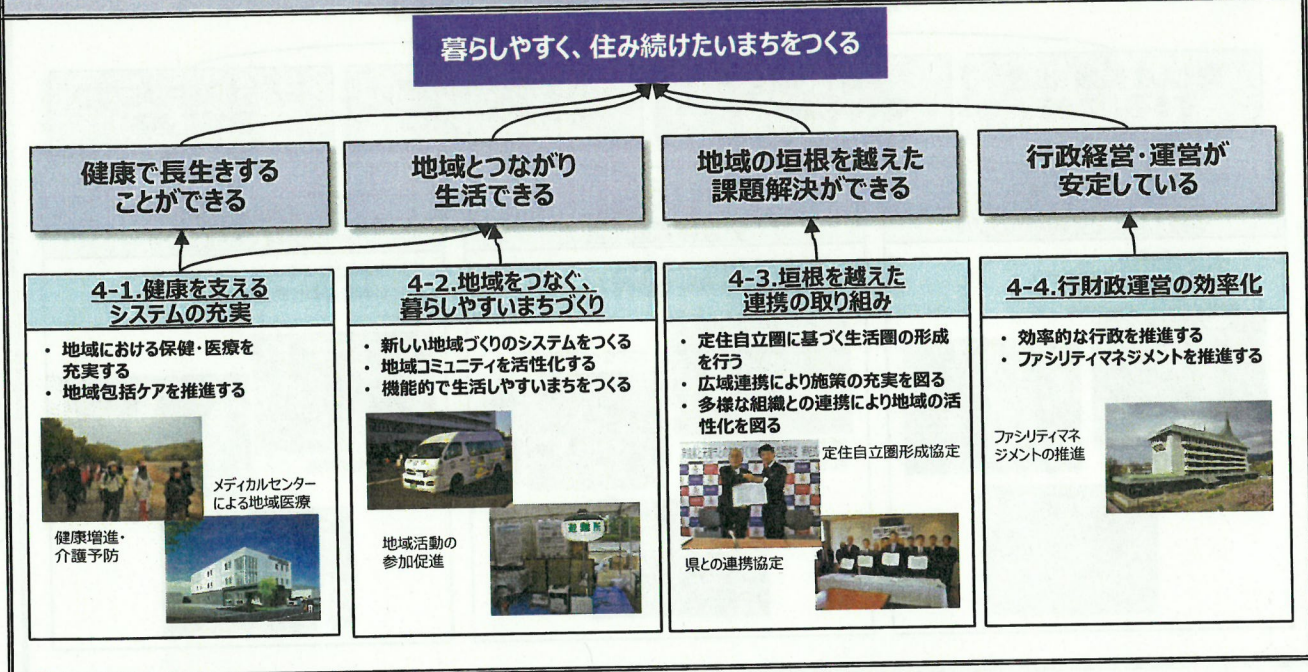 暮らしやすく、住み続けたいまちをつくる
健康で長生きする
ことができる
地域とつながり
生活できる
地域の垣根を越えた
課題解決ができる
行政経営・運営が
安定している
4-1.健康を支える
システムの充実
・ 地域における保健・医療を
充実する
・ 地域包括ケアを推進する
メディカルセンター
による地域医療
健康増進・
介護予防
4-2.地域をつなぐ、
暮らしやすいまちづくり
・ 新しい地域づくりのシステムをつくる
・ 地域コミュニティを活性化する
・ 機能的で生活しやすいまちをつくる
避難所
地域活動の
参加促進
4-3.垣根を越えた
連携の取り組み
・ 定住自立圏に基づく生活圏の形成
を行う
・ 広域連携により施策の充実を図る
・ 多様な組織との連携により地域の活
性化を図る
定住自立圏形成協定
県との連携協定
4-4.行財政運営の効率化
・ 効率的な行政を推進する
・ ファシリティマネジメントを推進する
ファシリティマネ
ジメントの推進